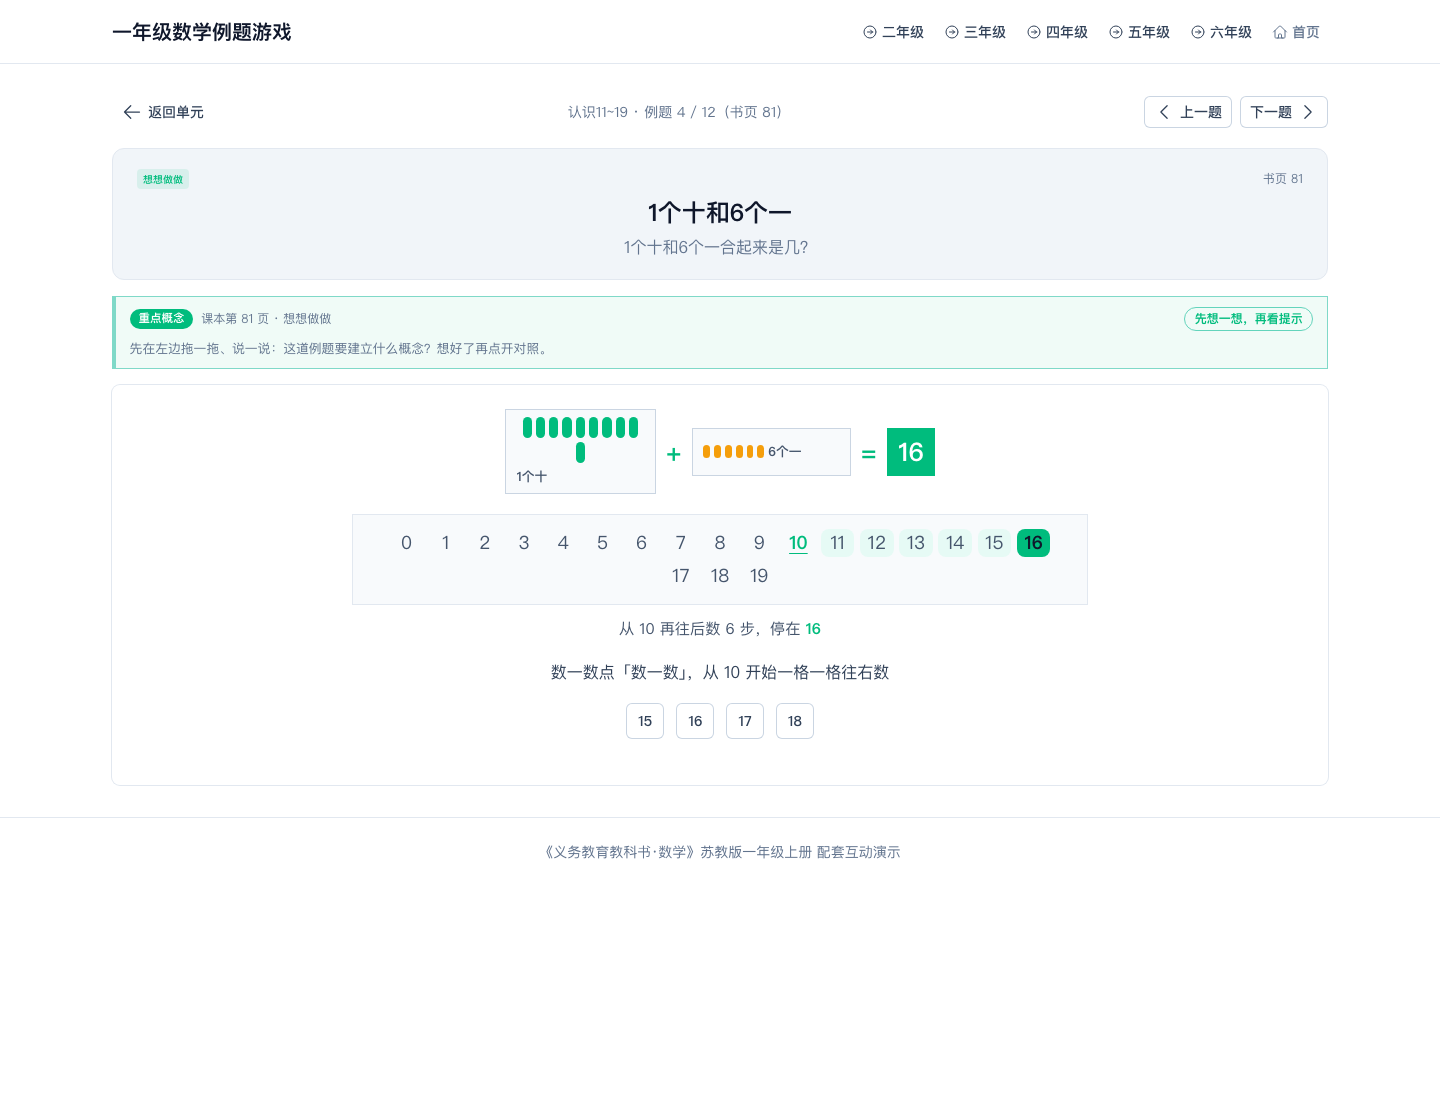 一年级数学例题游戏
二年级 三年级 四年级 五年级 六年级 首页
返回单元
认识11~19 · 例题 4 / 12（书页 81）
上一题 下一题
想想做做
书页 81
1个十和6个一
1个十和6个一合起来是几？
重点概念 课本第 81 页 · 想想做做
先想一想，再看提示
先在左边拖一拖、说一说：这道例题要建立什么概念？想好了再点开对照。
1个十
+
6个一
=
16
0 1 2 3 4 5 6 7 8 9 10 11 12 13 14 15 16
17 18 19
从 10 再往后数 6 步，停在 16
数一数点「数一数」，从 10 开始一格一格往右数
15 16 17 18
《义务教育教科书·数学》苏教版一年级上册 配套互动演示